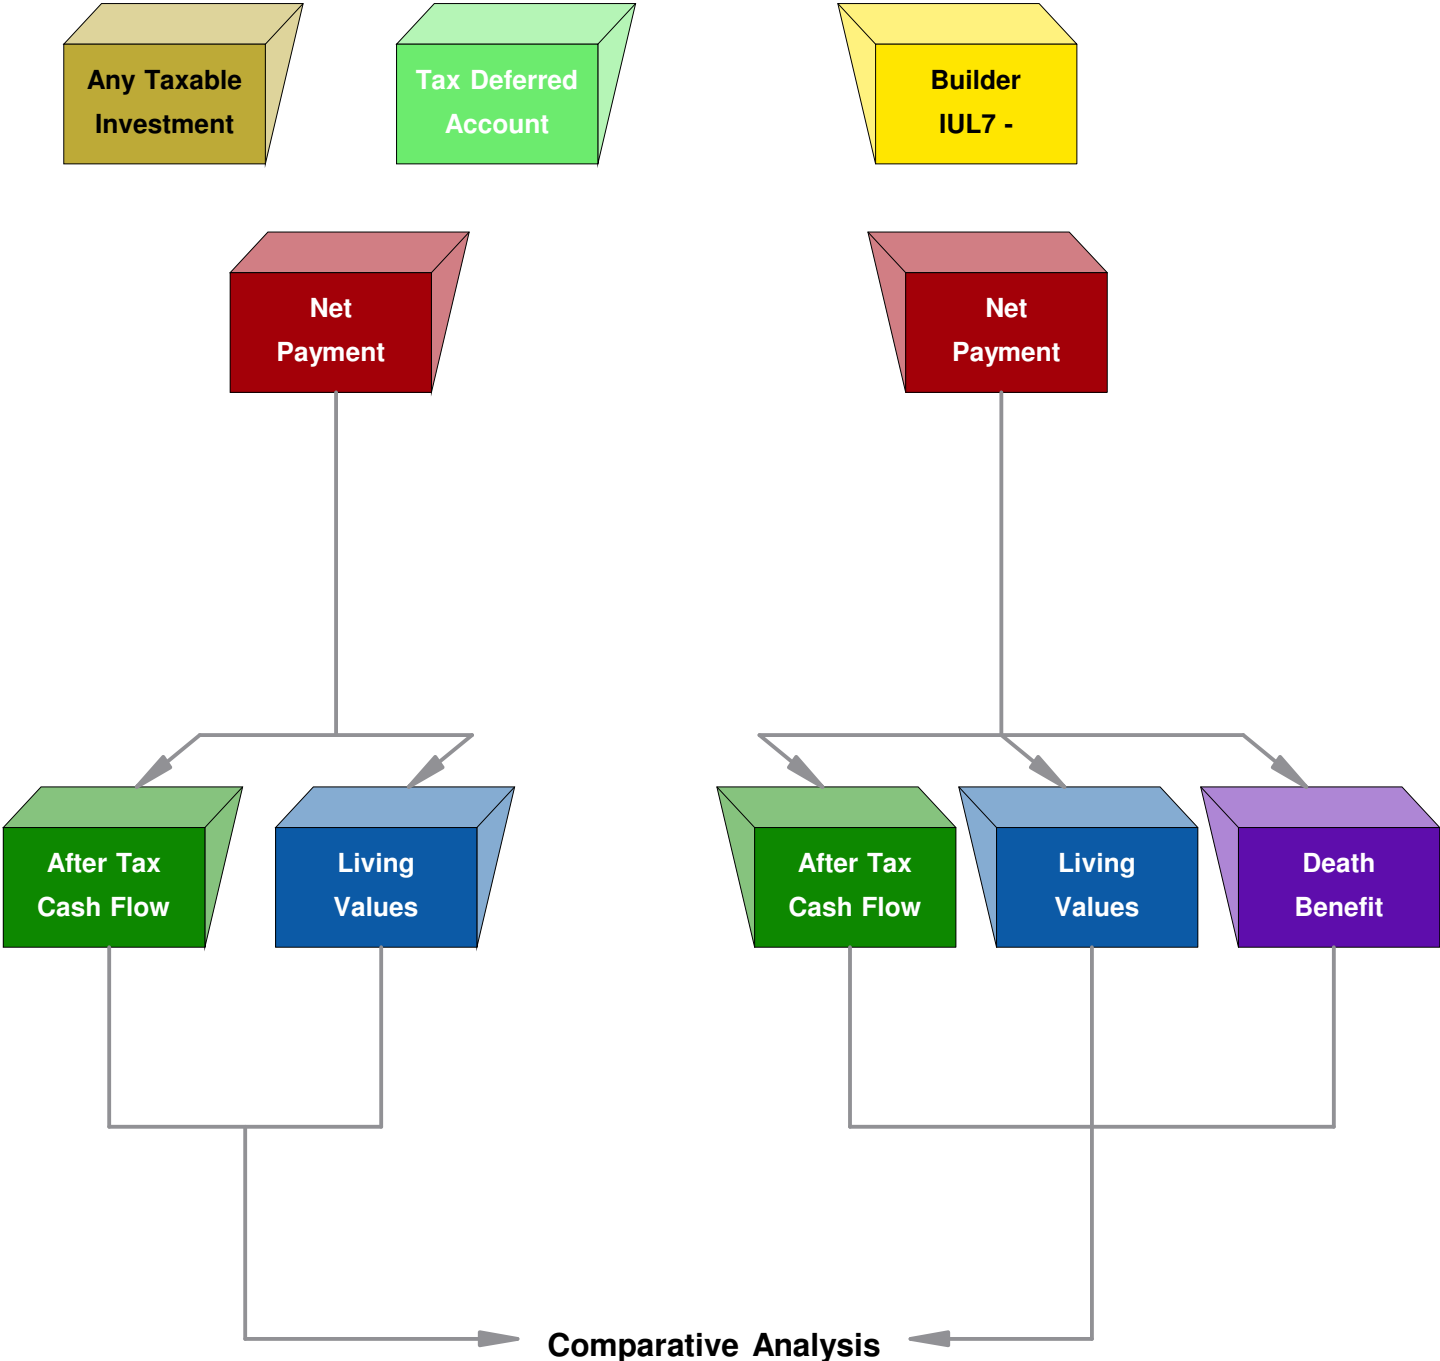 Any Taxable
Investment
Tax Deferred
Account
Builder
IUL7 -
Net
Payment
Net
Payment
After Tax
Cash Flow
Living
Values
After Tax
Cash Flow
Living
Values
Death
Benefit
Comparative Analysis